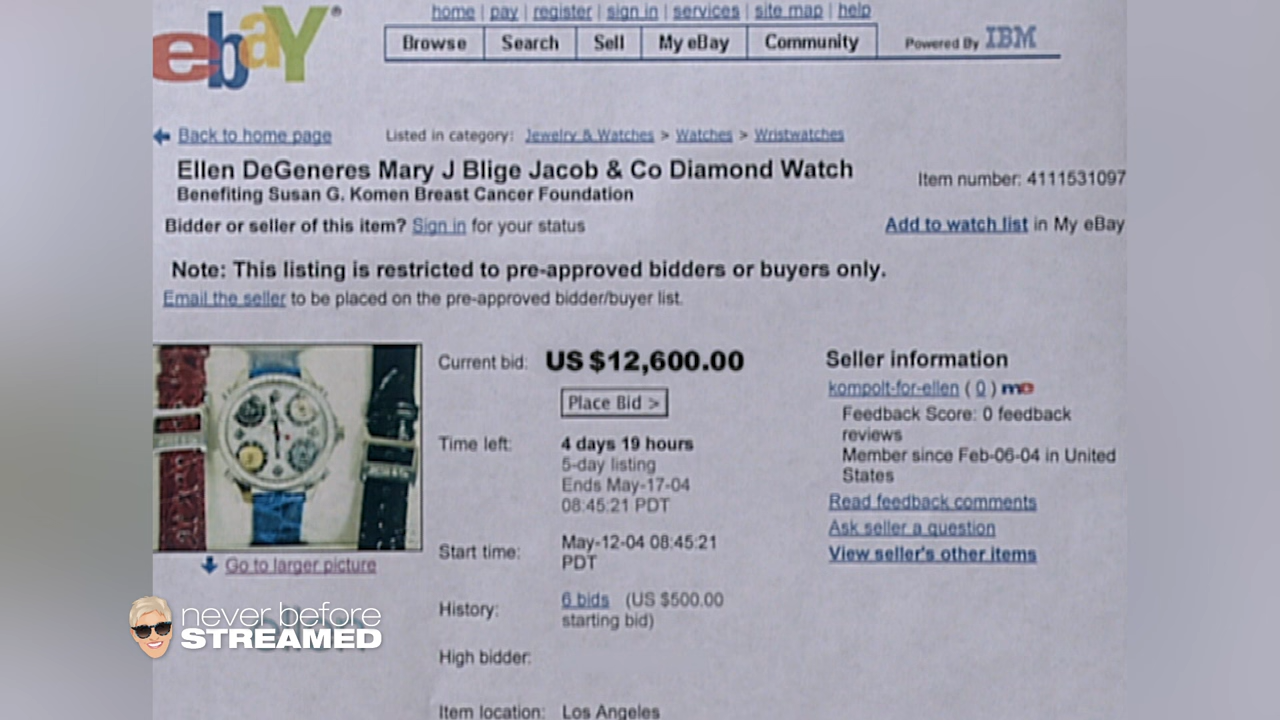 ebaY®
home | pay | register | sign in | services | site map | help
Browse Search Sell My eBay Community
Powered By IBM
Back to home page
Listed in category: Jewelry & Watches > Watches > Wristwatches
Ellen DeGeneres Mary J Blige Jacob & Co Diamond Watch
Benefiting Susan G. Komen Breast Cancer Foundation
Item number: 4111531097
Bidder or seller of this item? Sign in for your status
Add to watch list in My eBay
Note: This listing is restricted to pre-approved bidders or buyers only.
Email the seller to be placed on the pre-approved bidder/buyer list.
Go to larger picture
Current bid: US $12,600.00
Place Bid >
Time left: 4 days 19 hours
5-day listing
Ends May-17-04
08:45:21 PDT
Start time: May-12-04 08:45:21
PDT
History: 6 bids (US $500.00
starting bid)
High bidder:
Item location: Los Angeles
Seller information
kompolt-for-ellen ( 0 ) me
Feedback Score: 0 feedback
reviews
Member since Feb-06-04 in United
States
Read feedback comments
Ask seller a question
View seller's other items
never before
STREAMED